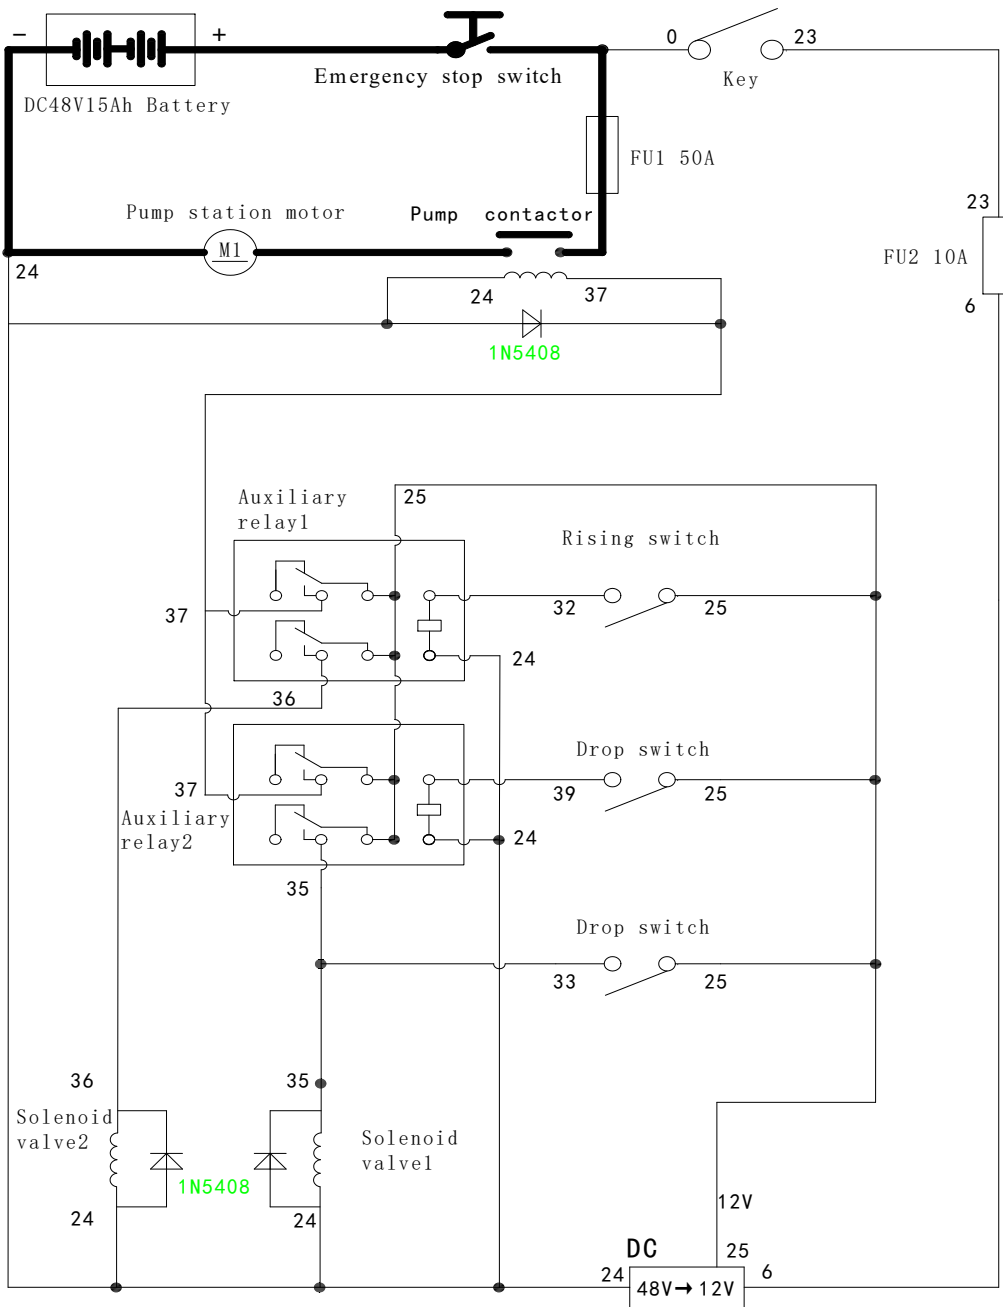 −
+
0
23
Emergency stop switch
Key
DC48V15Ah Battery
FU1 50A
Pump station motor
Pump contactor
23
M1
FU2 10A
24
24
37
6
1N5408
Auxiliary
relay1
25
Rising switch
37
32
25
24
36
Drop switch
37
39
25
Auxiliary
relay2
24
35
Drop switch
33
25
36
35
Solenoid
valve2
Solenoid
valve1
1N5408
24
24
12V
DC
25
24
6
48V→12V